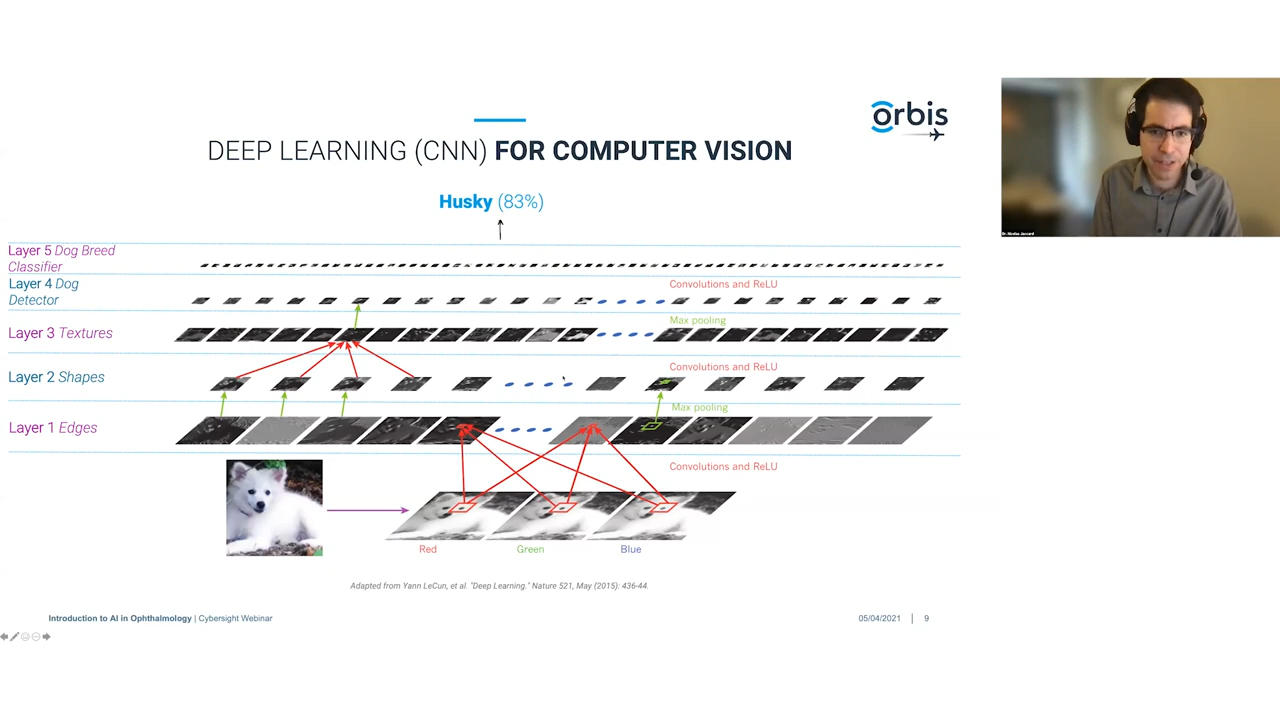 orbis
DEEP LEARNING (CNN) FOR COMPUTER VISION
Husky (83%)
Layer 5 Dog Breed
Classifier
Layer 4 Dog
Detector
Convolutions and ReLU
Max pooling
Layer 3 Textures
Convolutions and ReLU
Layer 2 Shapes
Max pooling
Layer 1 Edges
Convolutions and ReLU
Red
Green
Blue
Adapted from Yann LeCun, et al. "Deep Learning." Nature 521, May (2015): 436-44.
Introduction to AI in Ophthalmology | Cybersight Webinar
05/04/2021 | 9
Dr. Nicolas Jaccard